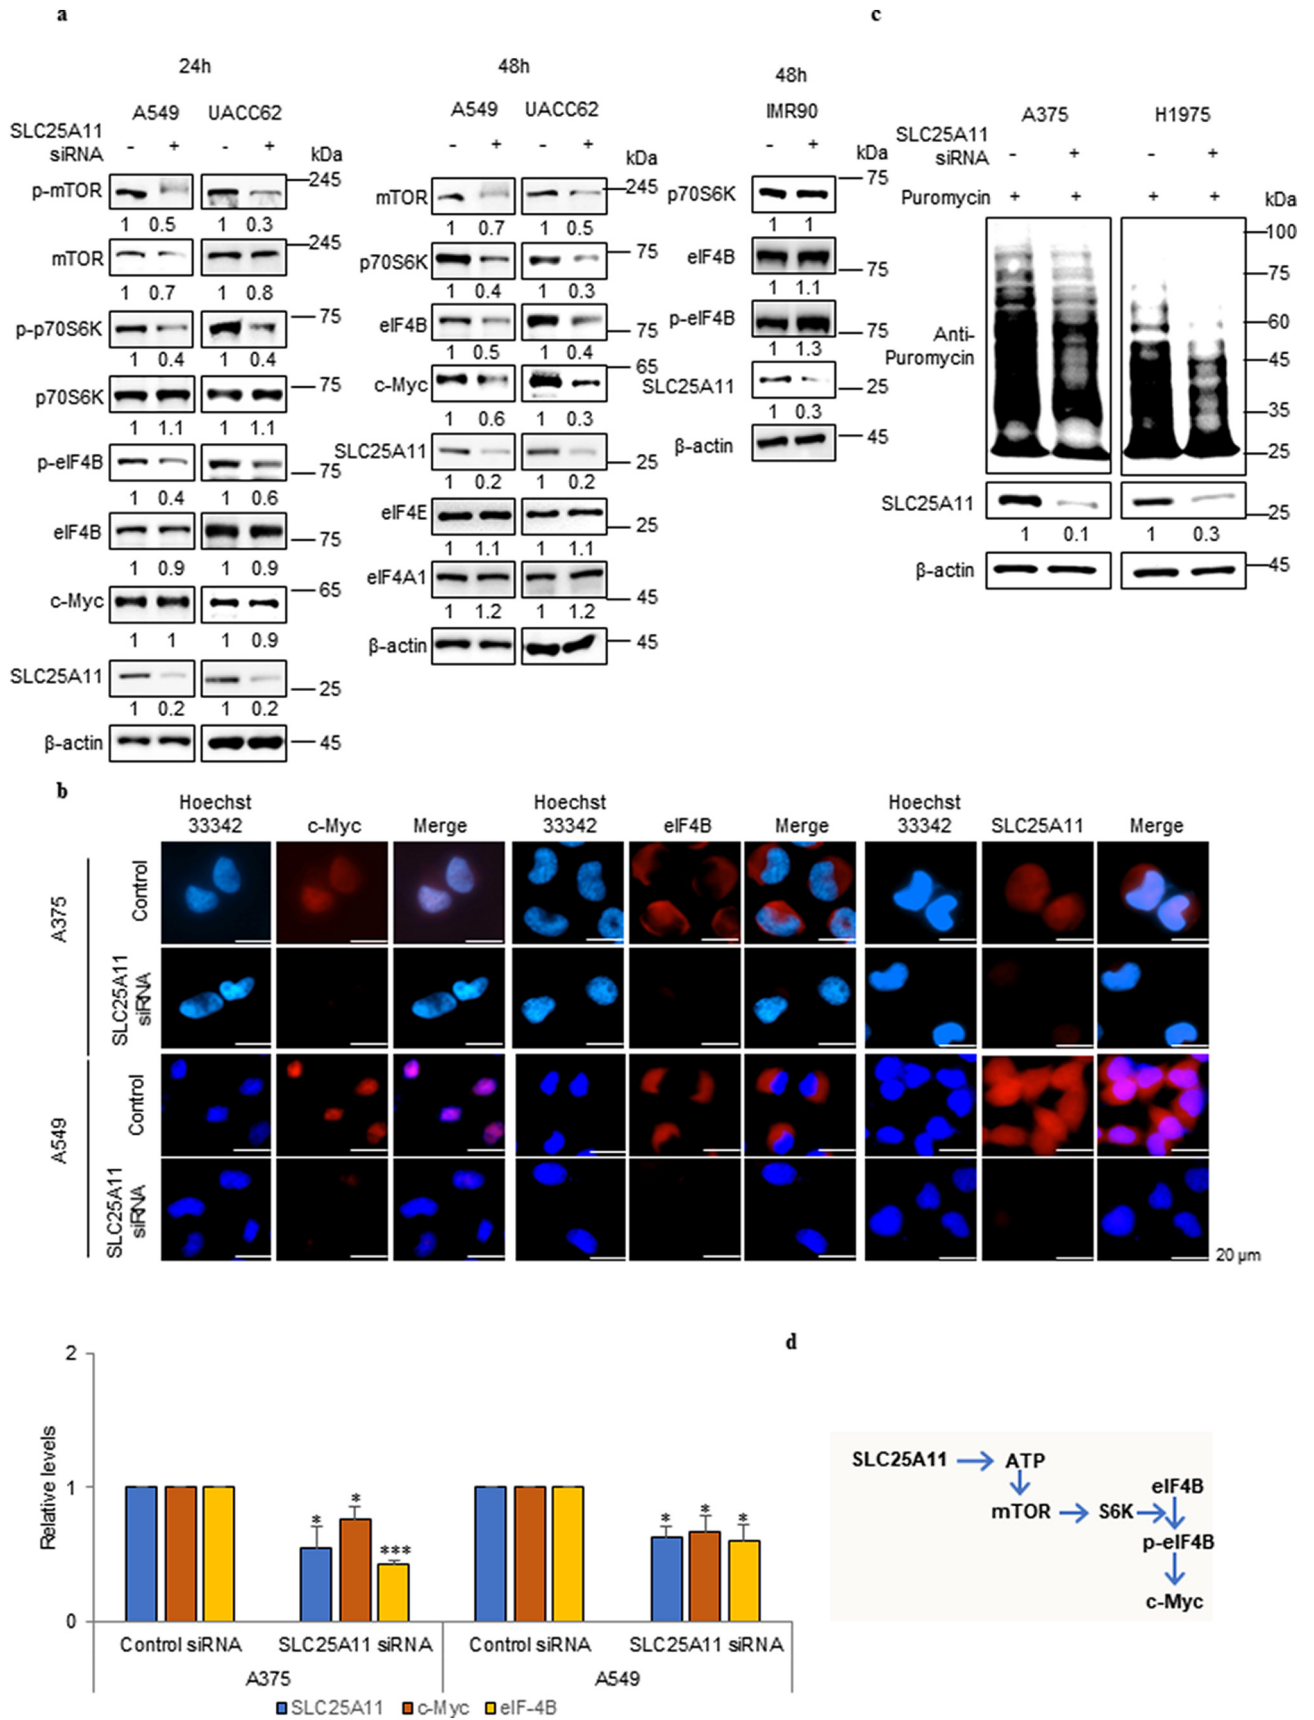 a
24h
A549 UACC62
SLC25A11
siRNA - + - +
kDa
p-mTOR 245
1 0.5 1 0.3
mTOR 245
1 0.7 1 0.8
p-p70S6K 75
1 0.4 1 0.4
p70S6K 75
1 1.1 1 1.1
p-eIF4B 75
1 0.4 1 0.6
eIF4B 75
1 0.9 1 0.9
c-Myc 65
1 1 1 0.9
SLC25A11 25
1 0.2 1 0.2
β-actin 45
48h
A549 UACC62
- + - +
kDa
mTOR 245
1 0.7 1 0.5
p70S6K 75
1 0.4 1 0.3
eIF4B 75
1 0.5 1 0.4
c-Myc 65
1 0.6 1 0.3
SLC25A11 25
1 0.2 1 0.2
eIF4E 25
1 1.1 1 1.1
eIF4A1 45
1 1.2 1 1.2
β-actin 45
48h
IMR90
- +
kDa
p70S6K 75
1 1
eIF4B 75
1 1.1
p-eIF4B 75
1 1.3
SLC25A11 25
1 0.3
β-actin 45
c
A375 H1975
SLC25A11
siRNA - + - +
Puromycin + + + + kDa
100
75
60
Anti-
Puromycin
45
35
25
SLC25A11 25
1 0.1 1 0.3
β-actin 45
b
Hoechst
33342 c-Myc Merge
Hoechst
33342 eIF4B Merge
Hoechst
33342 SLC25A11 Merge
A375
Control
SLC25A11
siRNA
A549
Control
SLC25A11
siRNA
20 µm
Relative levels
2
1
0
* * ***
* * *
Control siRNA SLC25A11 siRNA Control siRNA SLC25A11 siRNA
A375 A549
SLC25A11 c-Myc eIF-4B
d
SLC25A11 ATP
eIF4B
mTOR S6K
p-eIF4B
c-Myc